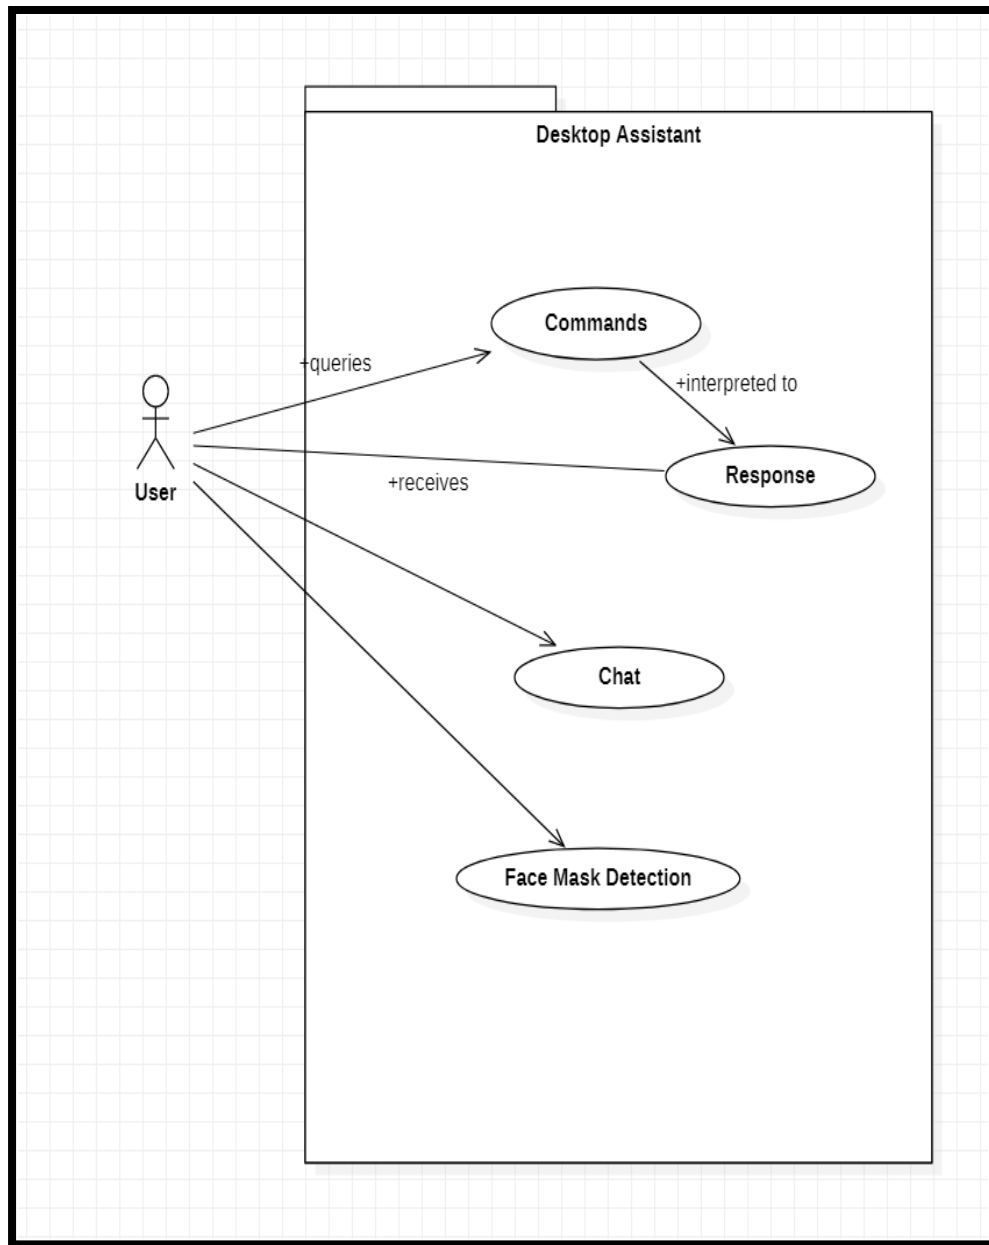 Desktop Assistant
Commands
+queries
+interpreted to
User
Response
+receives
Chat
Face Mask Detection